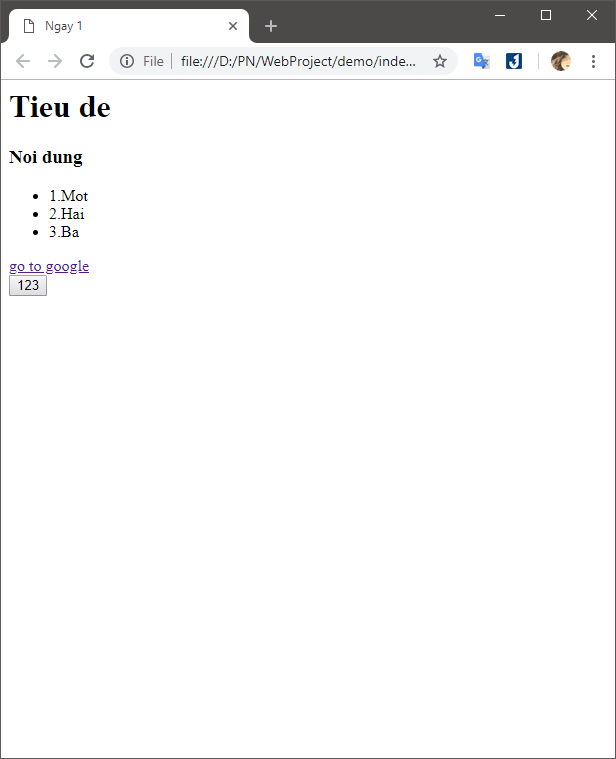 Ngay 1
File
file:///D:/PN/WebProject/demo/inde...
Tieu de
Noi dung
1.Mot
2.Hai
3.Ba
go to google
123